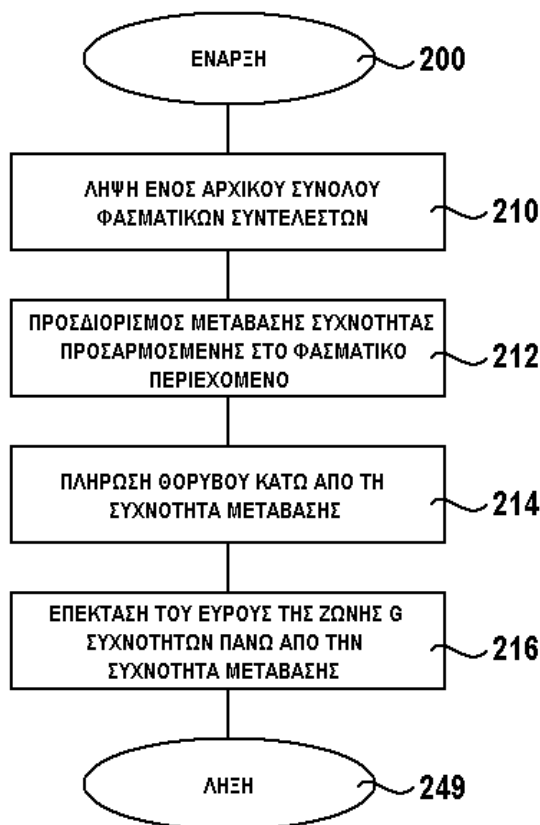 ΕΝΑΡΞΗ
200
ΛΗΨΗ ΕΝΟΣ ΑΡΧΙΚΟΥ ΣΥΝΟΛΟΥ
ΦΑΣΜΑΤΙΚΩΝ ΣΥΝΤΕΛΕΣΤΩΝ
210
ΠΡΟΣΔΙΟΡΙΣΜΟΣ ΜΕΤΑΒΑΣΗΣ ΣΥΧΝΟΤΗΤΑΣ
ΠΡΟΣΑΡΜΟΣΜΕΝΗΣ ΣΤΟ ΦΑΣΜΑΤΙΚΟ
ΠΕΡΙΕΧΟΜΕΝΟ
212
ΠΛΗΡΩΣΗ ΘΟΡΥΒΟΥ ΚΑΤΩ ΑΠΟ ΤΗ
ΣΥΧΝΟΤΗΤΑ ΜΕΤΑΒΑΣΗΣ
214
ΕΠΕΚΤΑΣΗ ΤΟΥ ΕΥΡΟΥΣ ΤΗΣ ΖΩΝΗΣ G
ΣΥΧΝΟΤΗΤΩΝ ΠΑΝΩ ΑΠΟ ΤΗΝ
ΣΥΧΝΟΤΗΤΑ ΜΕΤΑΒΑΣΗΣ
216
ΛΗΞΗ
249